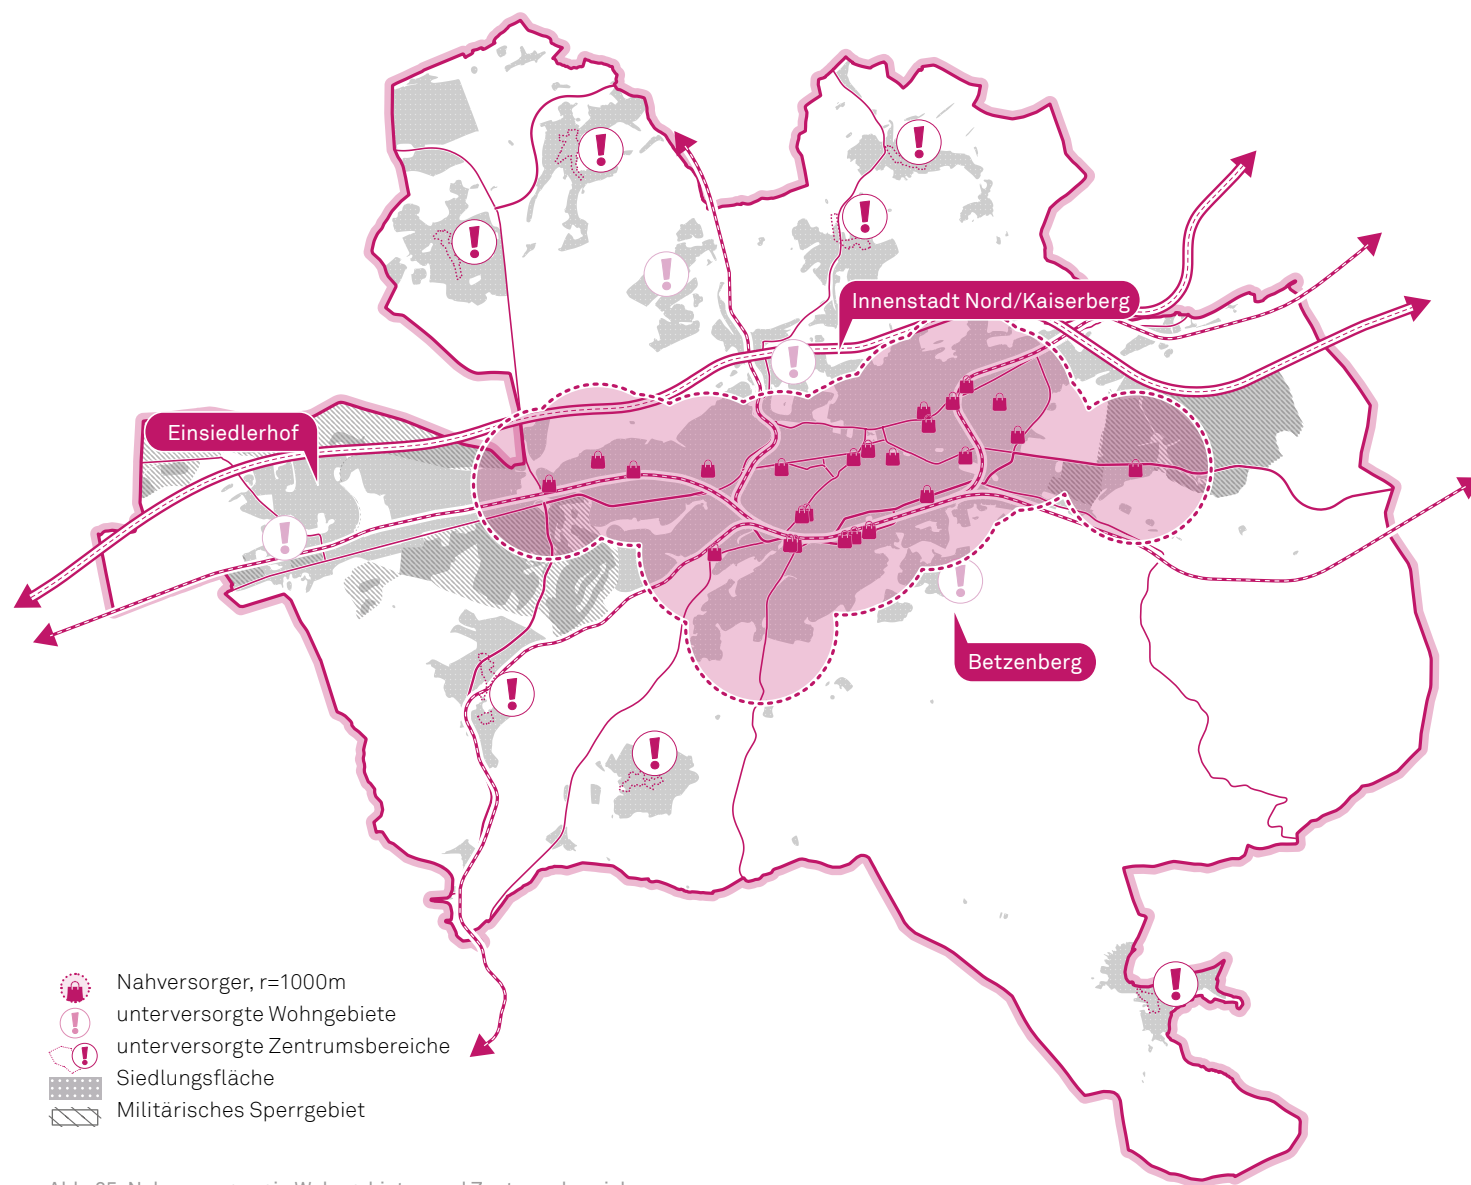 Innenstadt Nord/Kaiserberg
Einsiedlerhof
Betzenberg
Nahversorger, r=1000m
unterversorgte Wohngebiete
unterversorgte Zentrumsbereiche
Siedlungsfläche
Militärisches Sperrgebiet